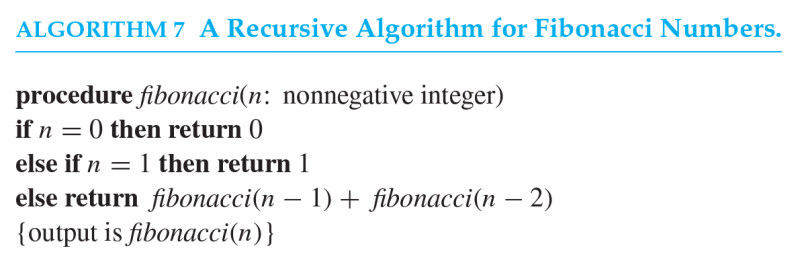 ALGORITHM 7 A Recursive Algorithm for Fibonacci Numbers.
procedure fibonacci(n: nonnegative integer)
if n = 0 then return 0
else if n = 1 then return 1
else return fibonacci(n − 1) + fibonacci(n − 2)
{output is fibonacci(n)}